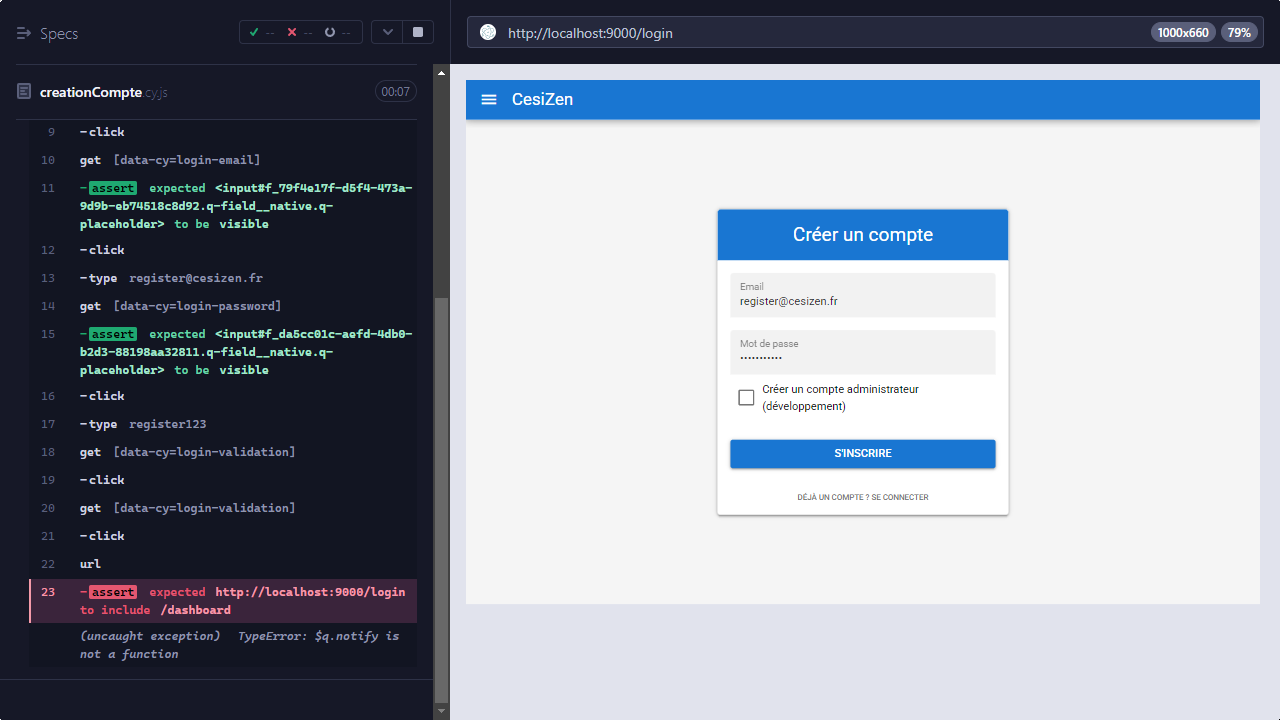 Specs
-- -- --
http://localhost:9000/login
1000x660
79%
creationCompte.cy.js
00:07
9 -click
10 get [data-cy=login-email]
11 -assert expected <input#f_79f4e17f-d5f4-473a-
9d9b-eb74518c8d92.q-field__native.q-
placeholder> to be visible
12 -click
13 -type register@cesizen.fr
14 get [data-cy=login-password]
15 -assert expected <input#f_da5cc01c-aefd-4db0-
b2d3-88198aa32811.q-field__native.q-
placeholder> to be visible
16 -click
17 -type register123
18 get [data-cy=login-validation]
19 -click
20 get [data-cy=login-validation]
21 -click
22 url
23 -assert expected http://localhost:9000/login
to include /dashboard
(uncaught exception) TypeError: $q.notify is
not a function
CesiZen
Créer un compte
Email
register@cesizen.fr
Mot de passe
•••••••••••
Créer un compte administrateur
(développement)
S'INSCRIRE
DÉJÀ UN COMPTE ? SE CONNECTER